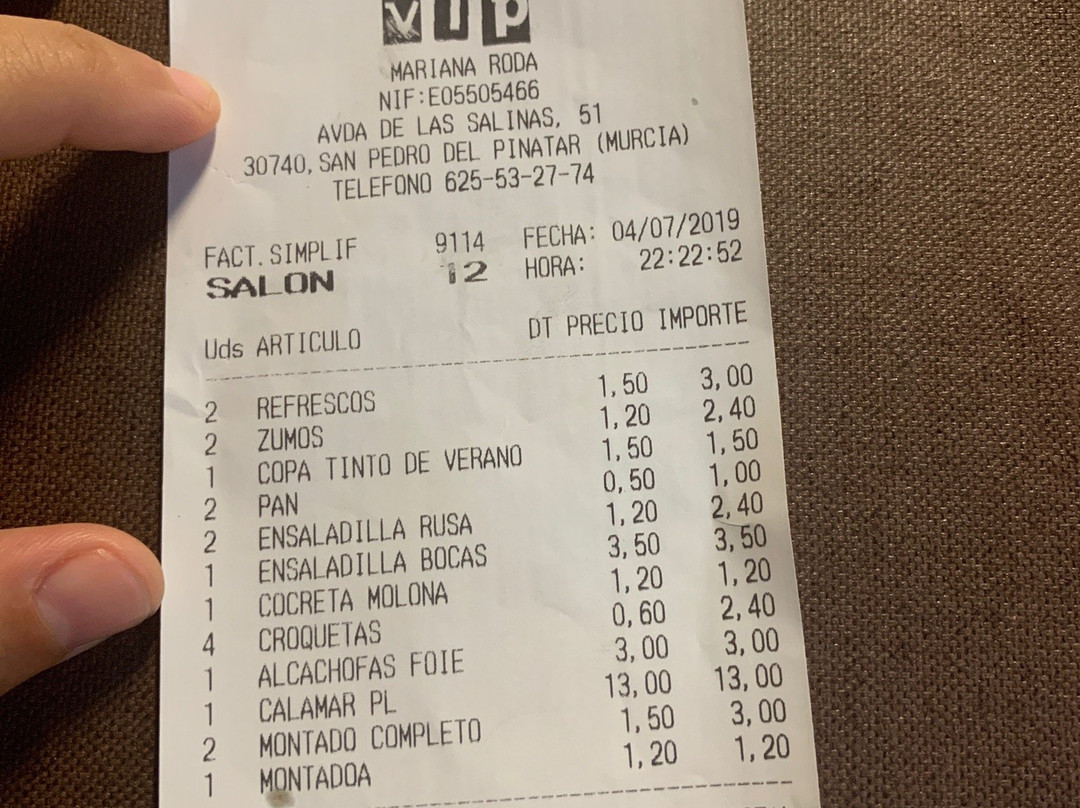 vip
MARIANA RODA
NIF:E05505466
AVDA DE LAS SALINAS, 51
30740,SAN PEDRO DEL PINATAR (MURCIA)
TELEFONO 625-53-27-74
FACT.SIMPLIF 9114 FECHA: 04/07/2019
SALON 12 HORA: 22:22:52
Uds ARTICULO DT PRECIO IMPORTE
2 REFRESCOS 1,50 3,00
2 ZUMOS 1,20 2,40
1 COPA TINTO DE VERANO 1,50 1,50
2 PAN 0,50 1,00
2 ENSALADILLA RUSA 1,20 2,40
1 ENSALADILLA BOCAS 3,50 3,50
1 COCRETA MOLONA 1,20 1,20
4 CROQUETAS 0,60 2,40
1 ALCACHOFAS FOIE 3,00 3,00
1 CALAMAR PL 13,00 13,00
2 MONTADO COMPLETO 1,50 3,00
1 MONTADOA 1,20 1,20